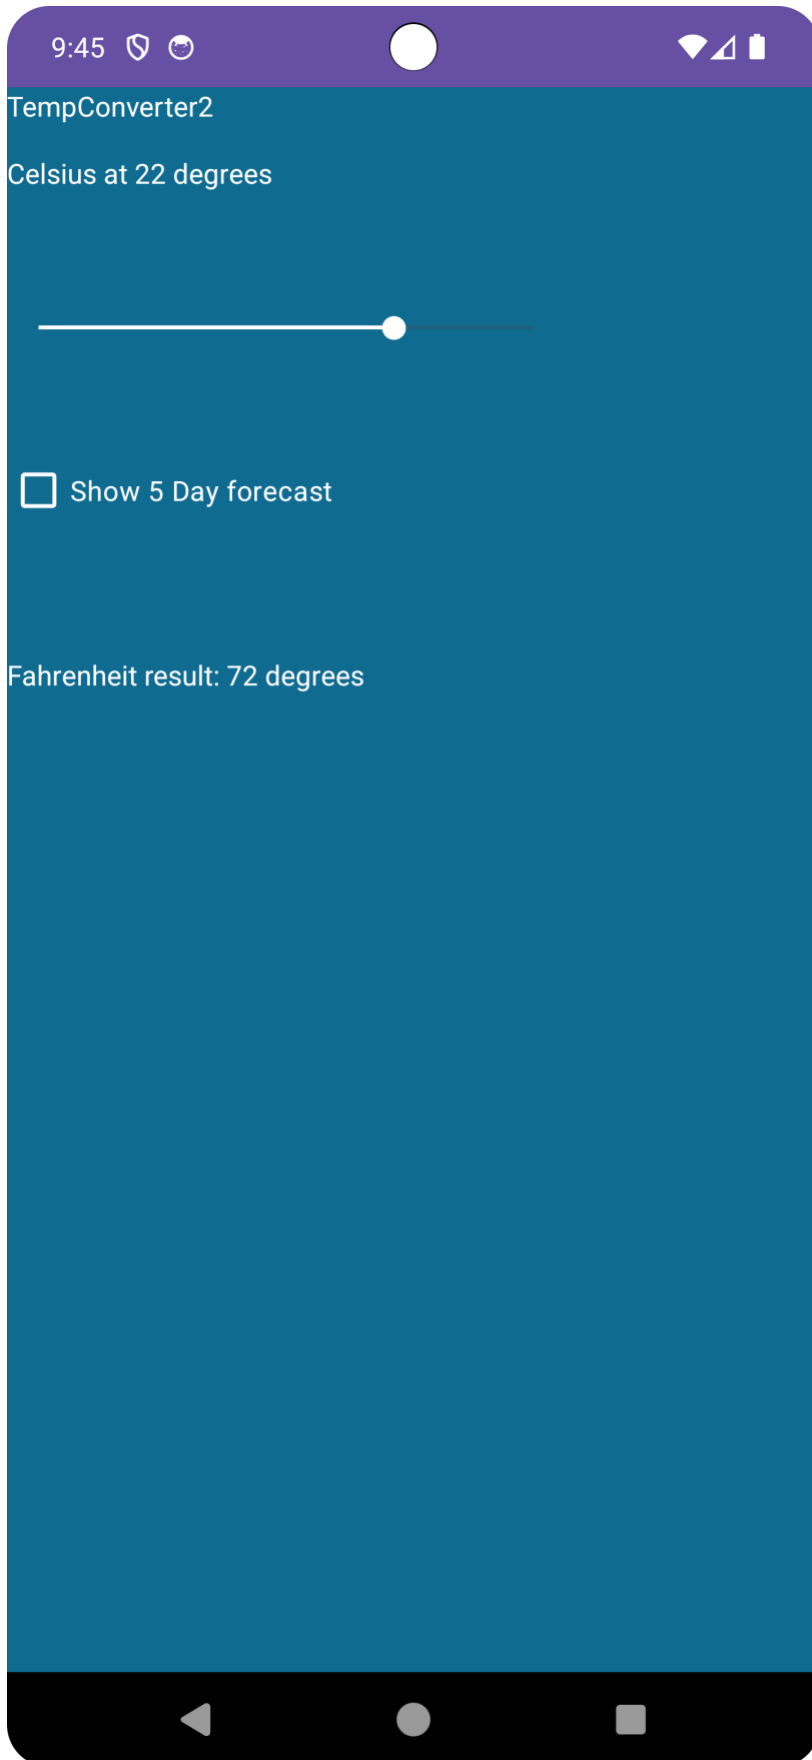 9:45
TempConverter2
Celsius at 22 degrees
Show 5 Day forecast
Fahrenheit result: 72 degrees